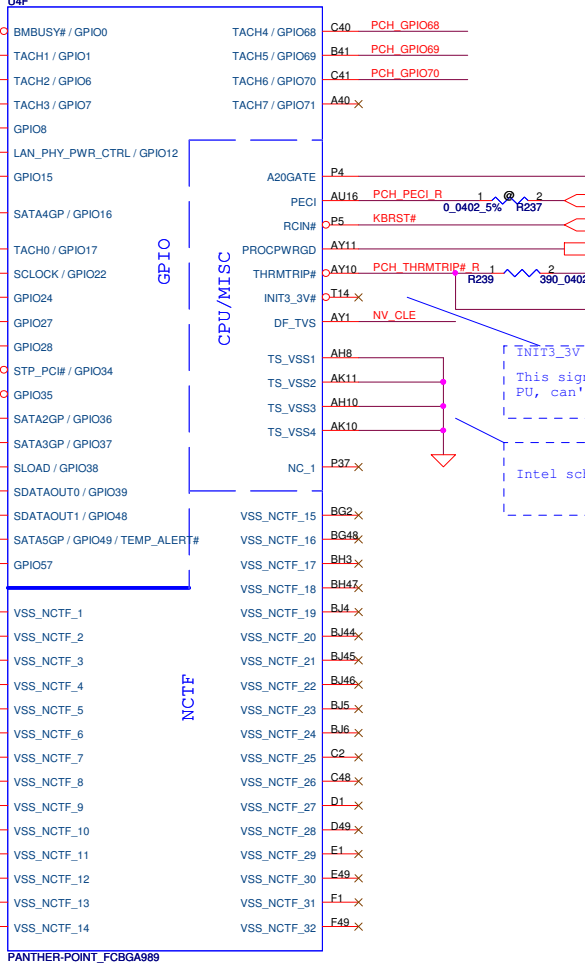 U4F
BMBUSY# / GPIO0 TACH4 / GPIO68 C40 PCH_GPIO68
TACH1 / GPIO1 TACH5 / GPIO69 B41 PCH_GPIO69
TACH2 / GPIO6 TACH6 / GPIO70 C41 PCH_GPIO70
TACH3 / GPIO7 TACH7 / GPIO71 A40
GPIO8
LAN_PHY_PWR_CTRL / GPIO12
GPIO15 A20GATE P4
PECI AU16 PCH_PECI_R 1 @ 2
0_0402_5% R237
SATA4GP / GPIO16 RCIN# P5 KBRST#
TACH0 / GPIO17 PROCPWRGD AY11
SCLOCK / GPIO22 THRMTRIP# AY10 PCH_THRMTRIP#_R 1 2
R239 390_0402
GPIO24 INIT3_3V# T14
GPIO27 DF_TVS AY1 NV_CLE
GPIO
CPU/MISC
GPIO28
INIT3_3V
TS_VSS1 AH8
STP_PCI# / GPIO34
This sign
TS_VSS2 AK11
PU, can'
GPIO35
TS_VSS3 AH10
SATA2GP / GPIO36
TS_VSS4 AK10
SATA3GP / GPIO37
SLOAD / GPIO38 NC_1 P37
Intel sch
SDATAOUT0 / GPIO39
SDATAOUT1 / GPIO48 VSS_NCTF_15 BG2
SATA5GP / GPIO49 / TEMP_ALERT# VSS_NCTF_16 BG48
GPIO57 VSS_NCTF_17 BH3
VSS_NCTF_18 BH47
VSS_NCTF_1 VSS_NCTF_19 BJ4
VSS_NCTF_2 VSS_NCTF_20 BJ44
VSS_NCTF_3 VSS_NCTF_21 BJ45
VSS_NCTF_4 VSS_NCTF_22 BJ46
NCTF
VSS_NCTF_5 VSS_NCTF_23 BJ5
VSS_NCTF_6 VSS_NCTF_24 BJ6
VSS_NCTF_7 VSS_NCTF_25 C2
VSS_NCTF_8 VSS_NCTF_26 C48
VSS_NCTF_9 VSS_NCTF_27 D1
VSS_NCTF_10 VSS_NCTF_28 D49
VSS_NCTF_11 VSS_NCTF_29 E1
VSS_NCTF_12 VSS_NCTF_30 E49
VSS_NCTF_13 VSS_NCTF_31 F1
VSS_NCTF_14 VSS_NCTF_32 F49
PANTHER-POINT_FCBGA989